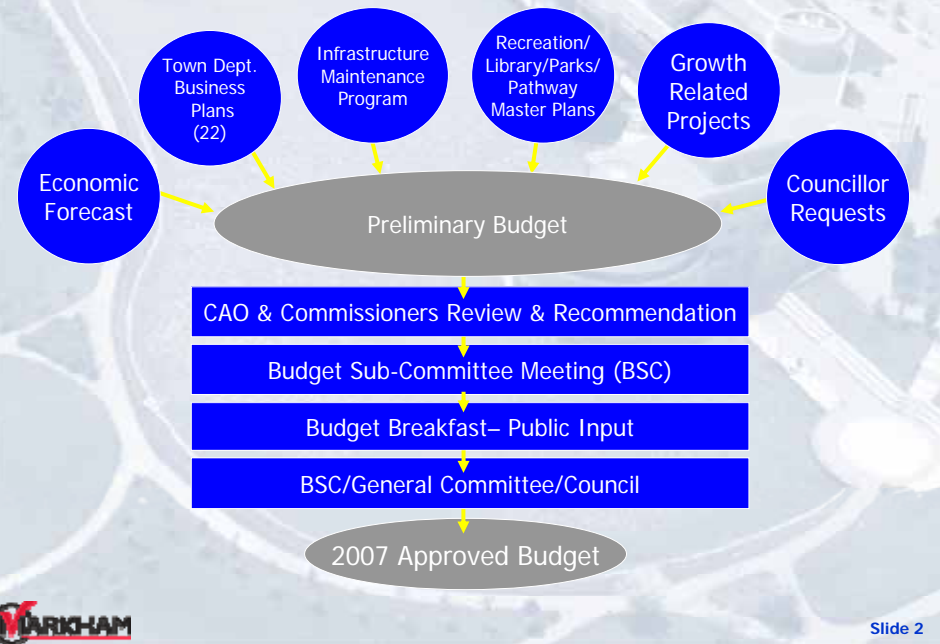 Economic
Forecast
Town Dept.
Business
Plans
(22)
Infrastructure
Maintenance
Program
Recreation/
Library/Parks/
Pathway
Master Plans
Growth
Related
Projects
Councillor
Requests
Preliminary Budget
CAO & Commissioners Review & Recommendation
Budget Sub-Committee Meeting (BSC)
Budget Breakfast– Public Input
BSC/General Committee/Council
2007 Approved Budget
MARKHAM
Slide 2